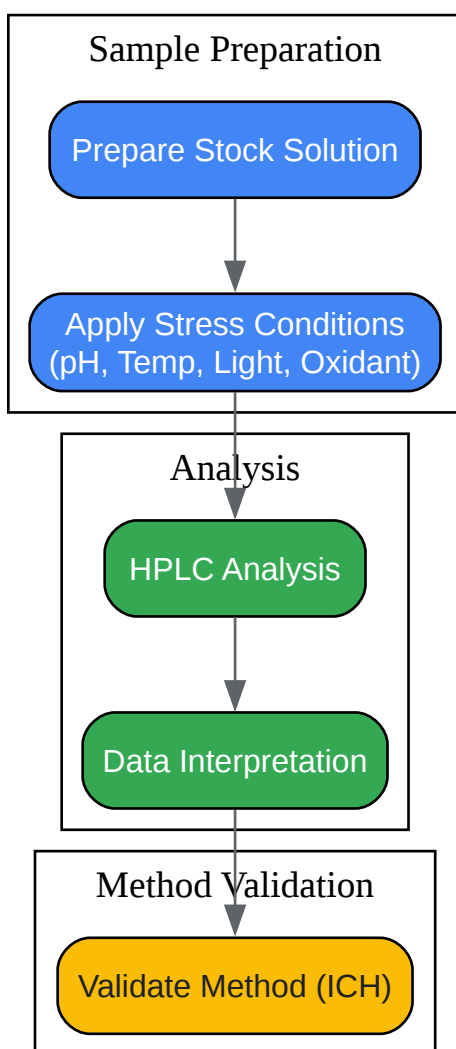 Sample Preparation
Prepare Stock Solution
Apply Stress Conditions
(pH, Temp, Light, Oxidant)
Analysis
HPLC Analysis
Data Interpretation
Method Validation
Validate Method (ICH)